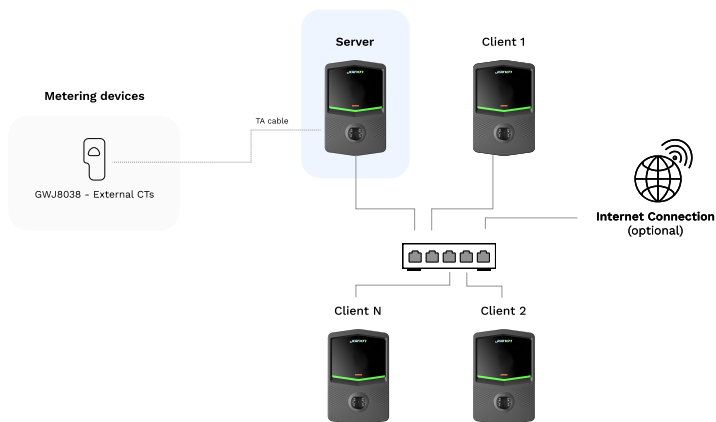 Server
Client 1
Metering devices
TA cable
GWJ8038 - External CTs
Internet Connection
(optional)
Client N
Client 2